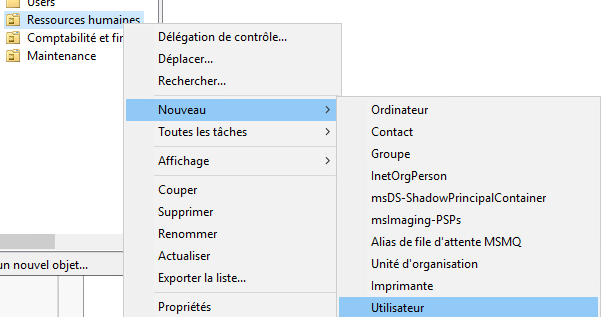 Users
Ressources humaines
Comptabilité et fin
Maintenance
Délégation de contrôle...
Déplacer...
Rechercher...
Nouveau
Toutes les tâches
Affichage
Couper
Supprimer
Renommer
Actualiser
Exporter la liste...
Propriétés
Ordinateur
Contact
Groupe
InetOrgPerson
msDS-ShadowPrincipalContainer
msImaging-PSPs
Alias de file d'attente MSMQ
Unité d'organisation
Imprimante
Utilisateur
un nouvel objet...